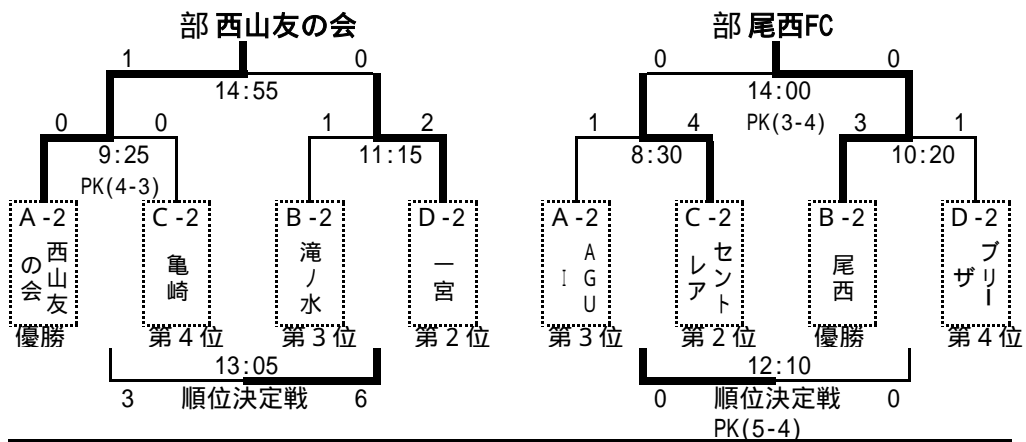 部 西山友の会
1 0
14:55
0 0 1 2
9:25 11:15
PK(4-3)
A-2 C-2 B-2 D-2
西山友の会 亀崎 滝ノ水 一宮
優勝 第4位 第3位 第2位
13:05
3 順位決定戦 6
部 尾西FC
0 0
14:00
1 4 PK(3-4) 3 1
8:30 10:20
A-2 C-2 B-2 D-2
AGUI セントレア 尾西 ブリーザ
第3位 第2位 優勝 第4位
12:10
0 順位決定戦 0
PK(5-4)